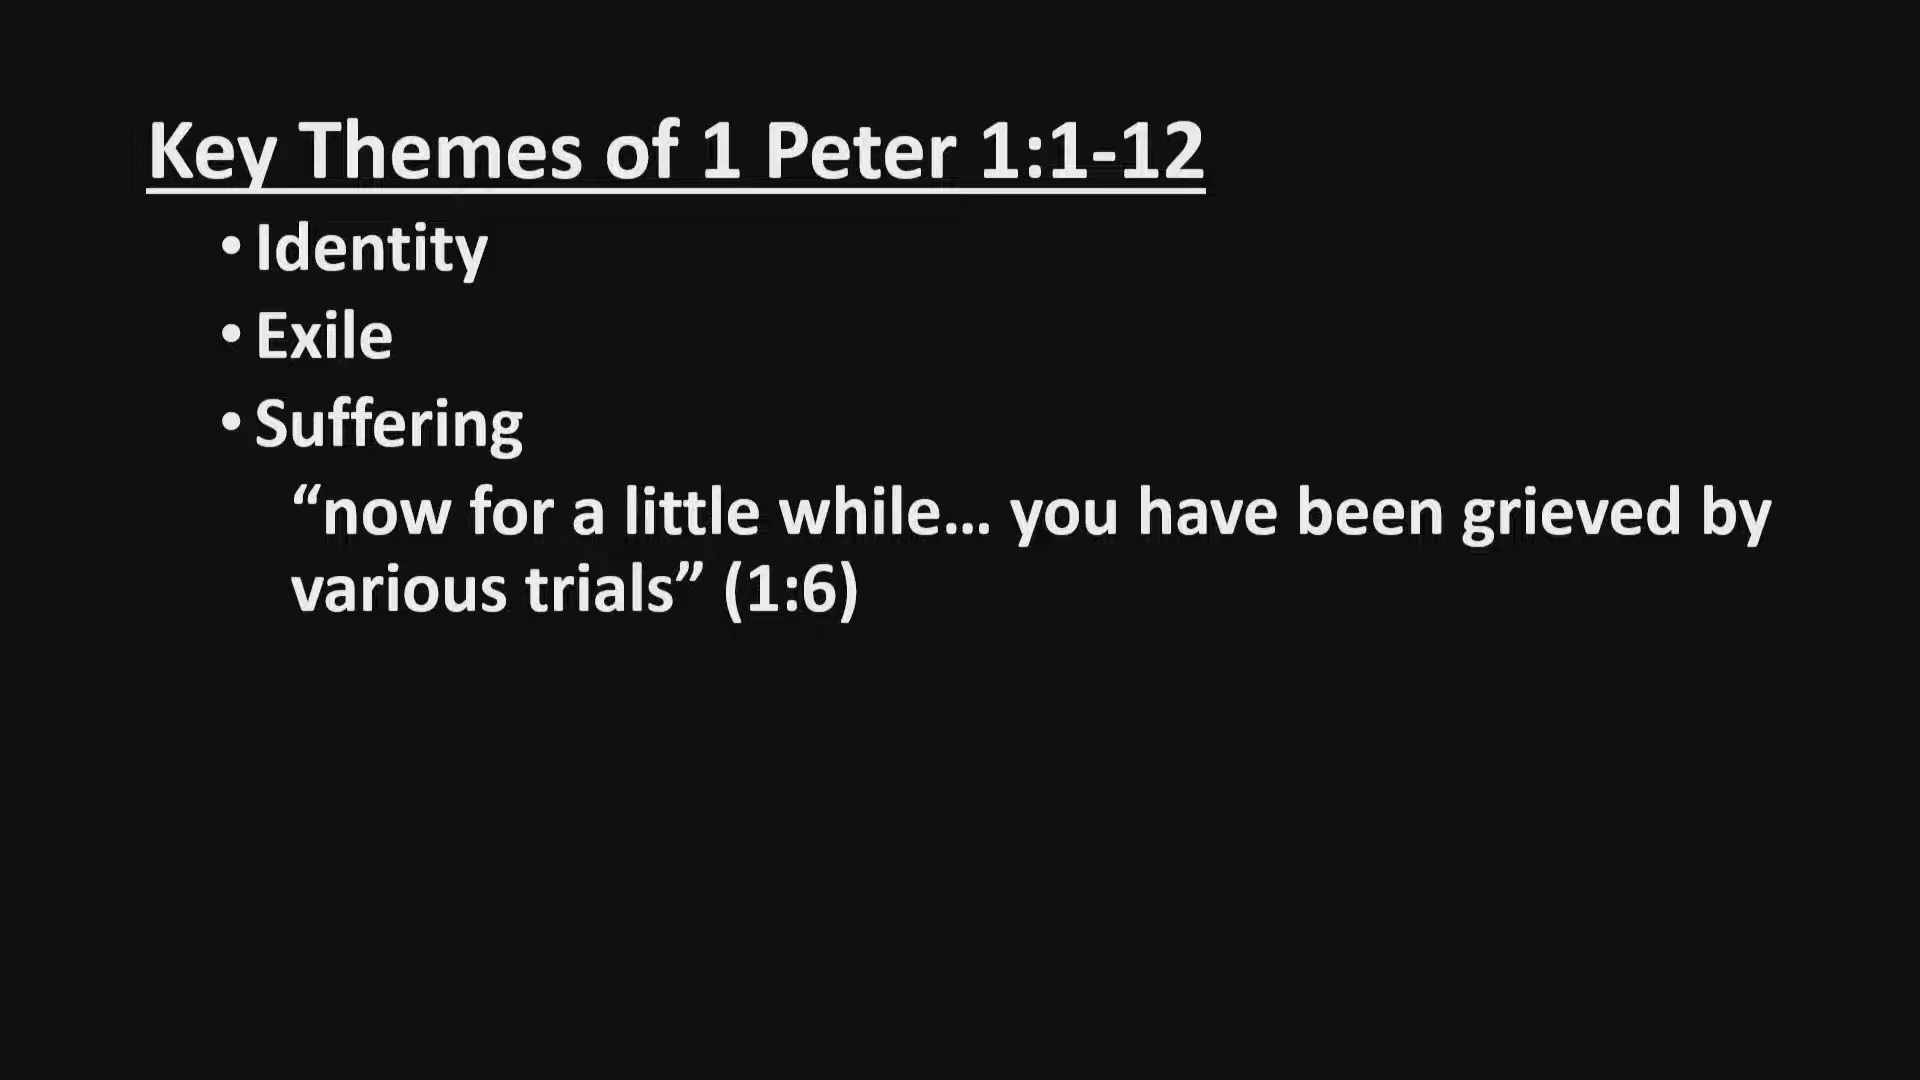 Key Themes of 1 Peter 1:1-12
• Identity
• Exile
• Suffering
“now for a little while... you have been grieved by
various trials” (1:6)